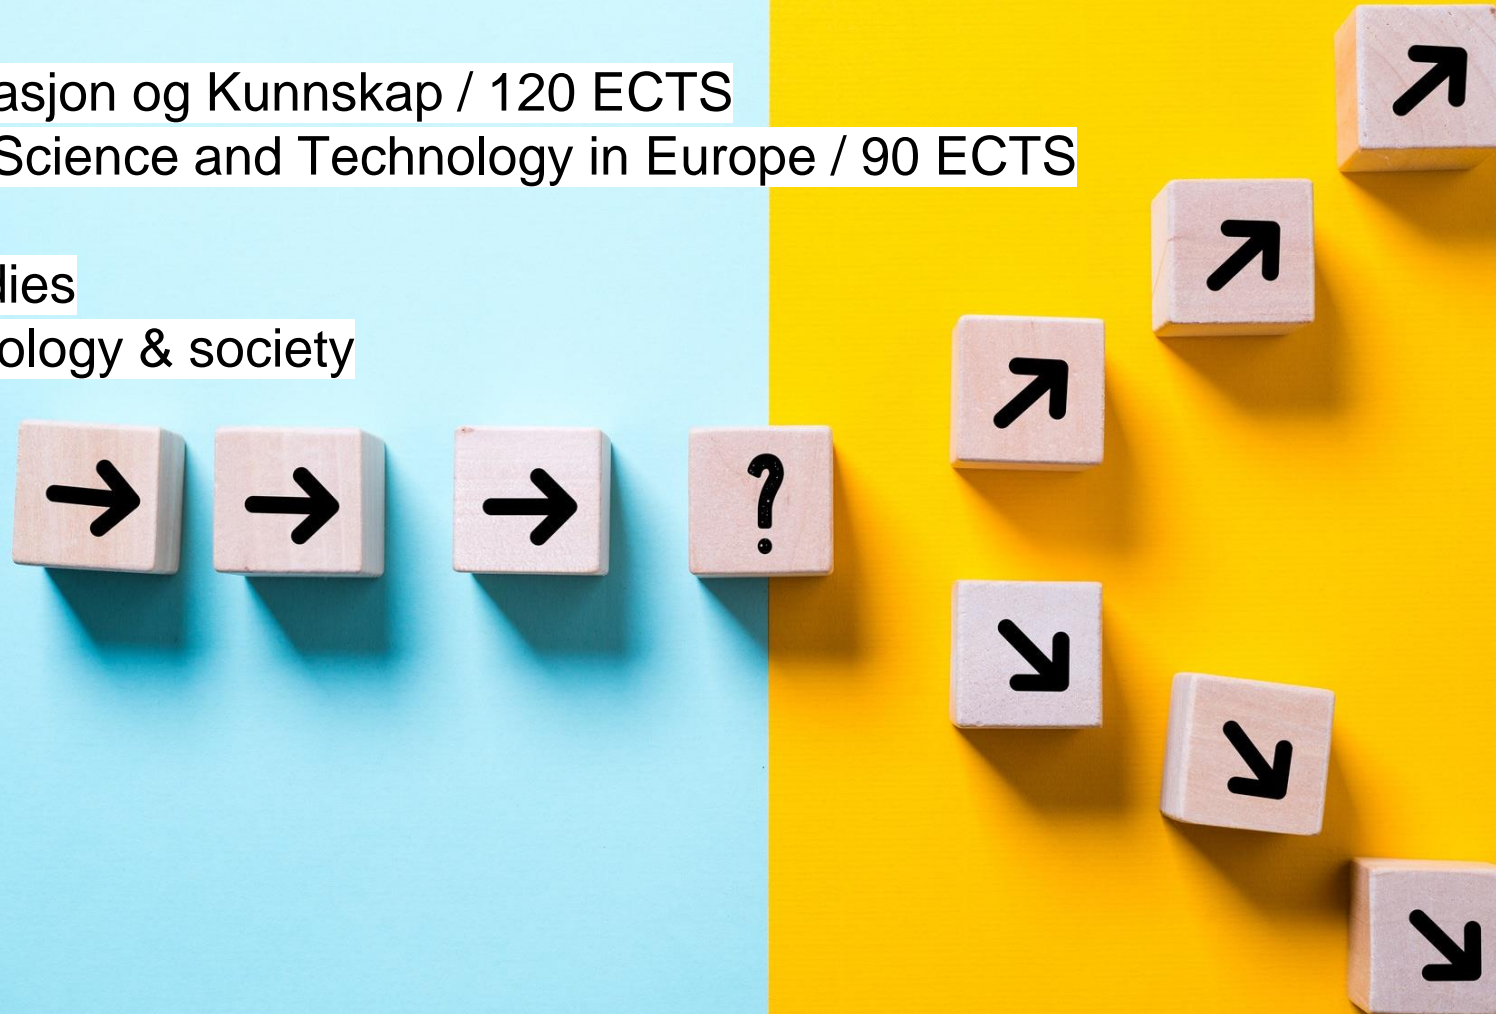 asjon og Kunnskap / 120 ECTS
Science and Technology in Europe / 90 ECTS
dies
ology & society
?